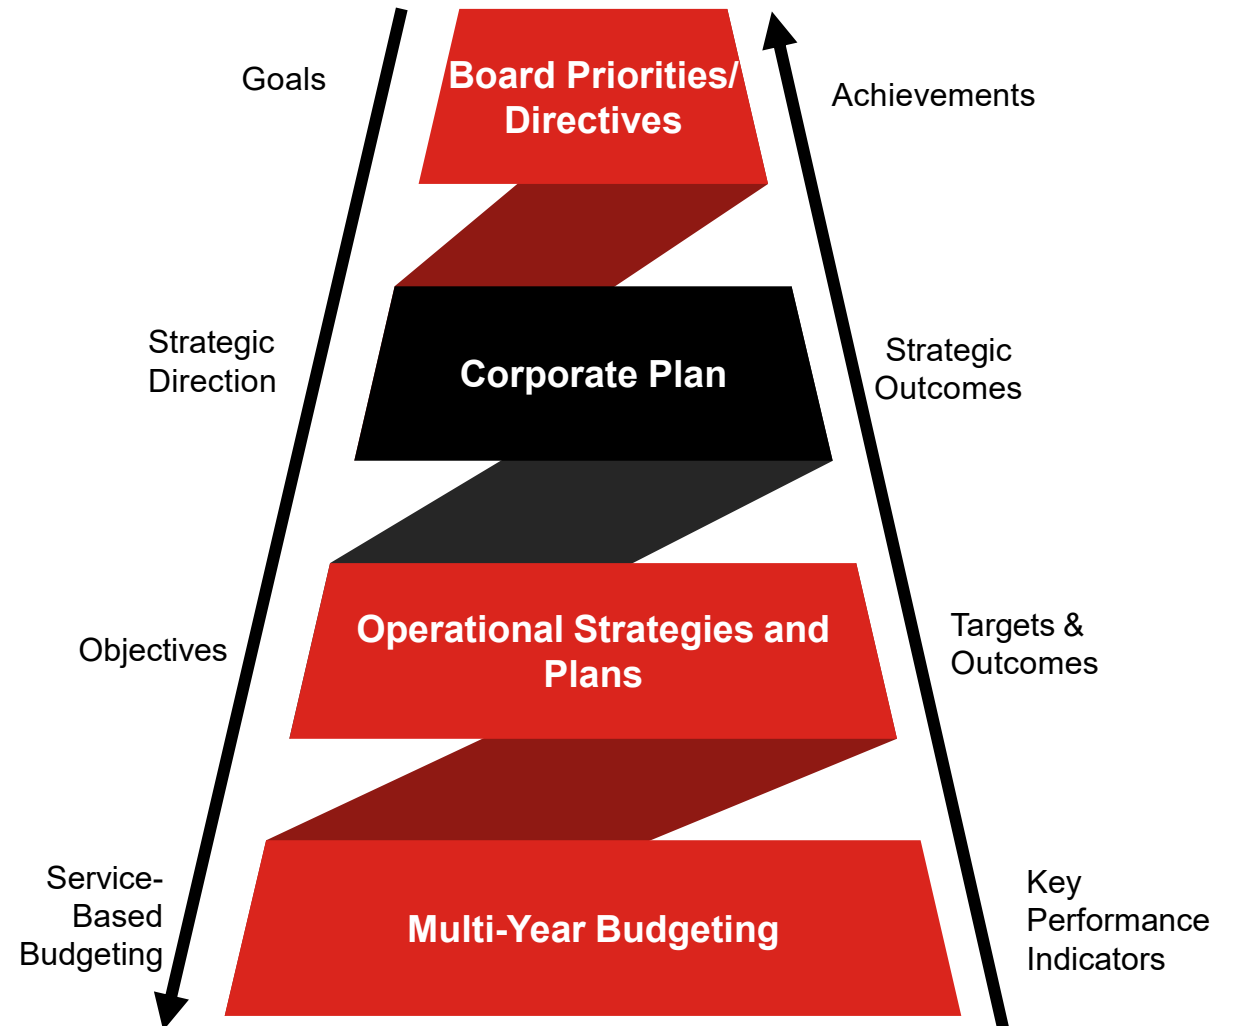 Goals
Board Priorities/
Directives
Achievements
Strategic
Direction
Corporate Plan
Strategic
Outcomes
Objectives
Operational Strategies and
Plans
Targets &
Outcomes
Service-
Based
Budgeting
Multi-Year Budgeting
Key
Performance
Indicators